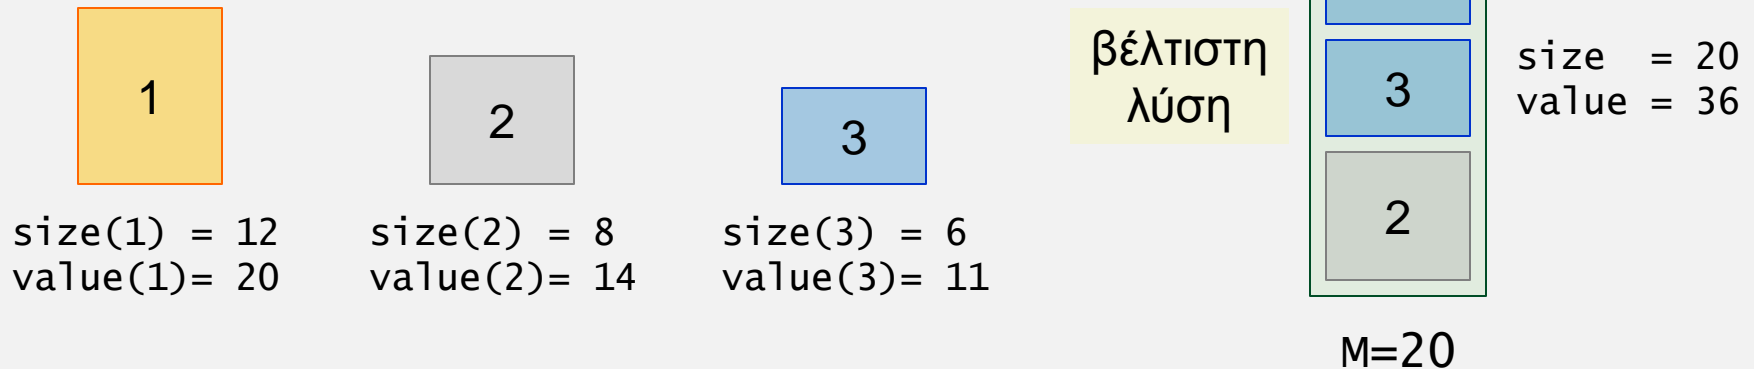 1
size(1) = 12
value(1)= 20
2
size(2) = 8
value(2)= 14
3
size(3) = 6
value(3)= 11
βέλτιστη
λύση
3
2
M=20
size = 20
value = 36